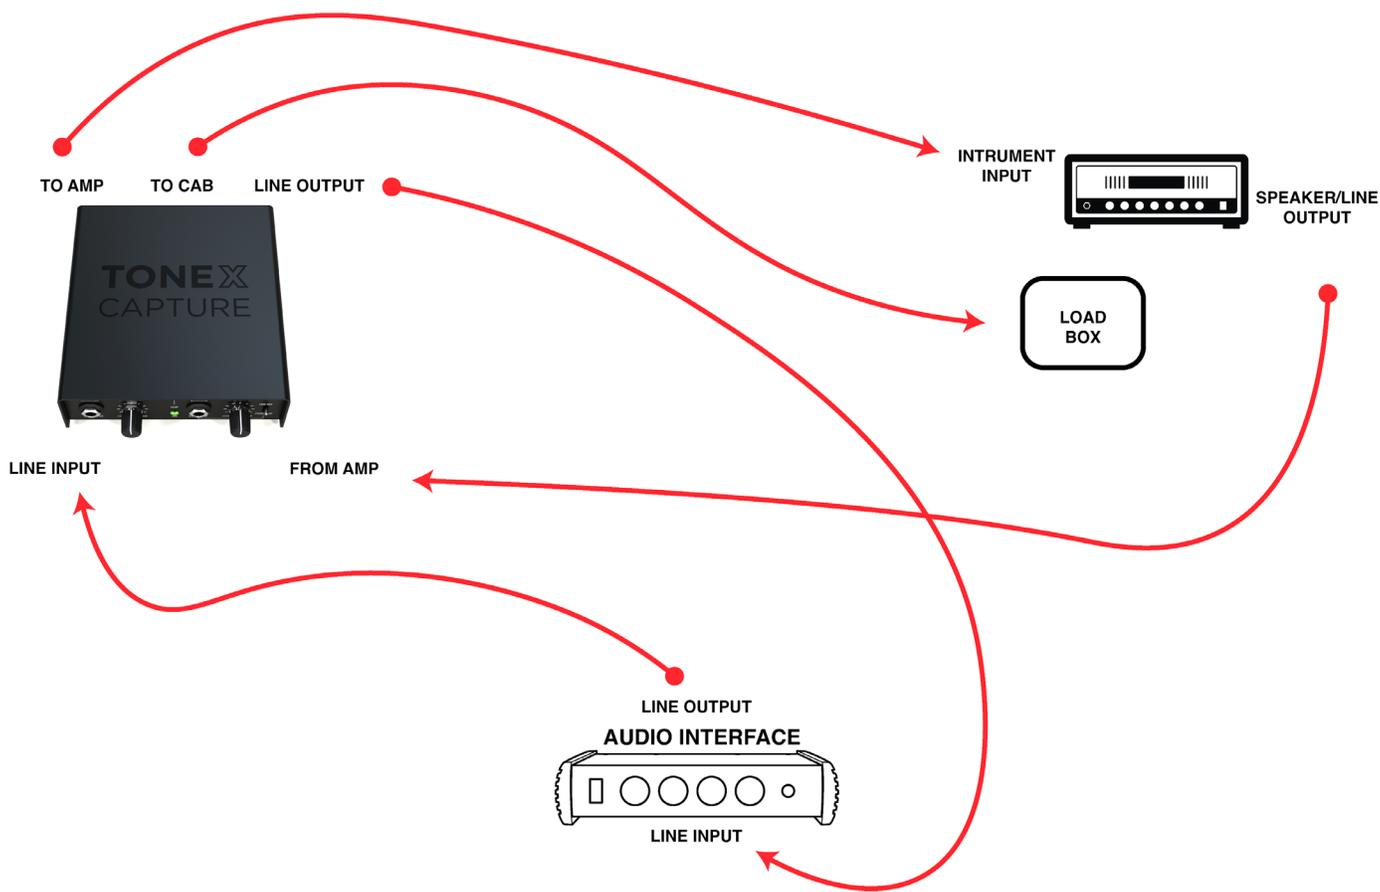 INTRUMENT
INPUT
TO AMP
TO CAB
LINE OUTPUT
SPEAKER/LINE
OUTPUT
TONEX
CAPTURE
LOAD
BOX
LINE INPUT
FROM AMP
LINE OUTPUT
AUDIO INTERFACE
LINE INPUT